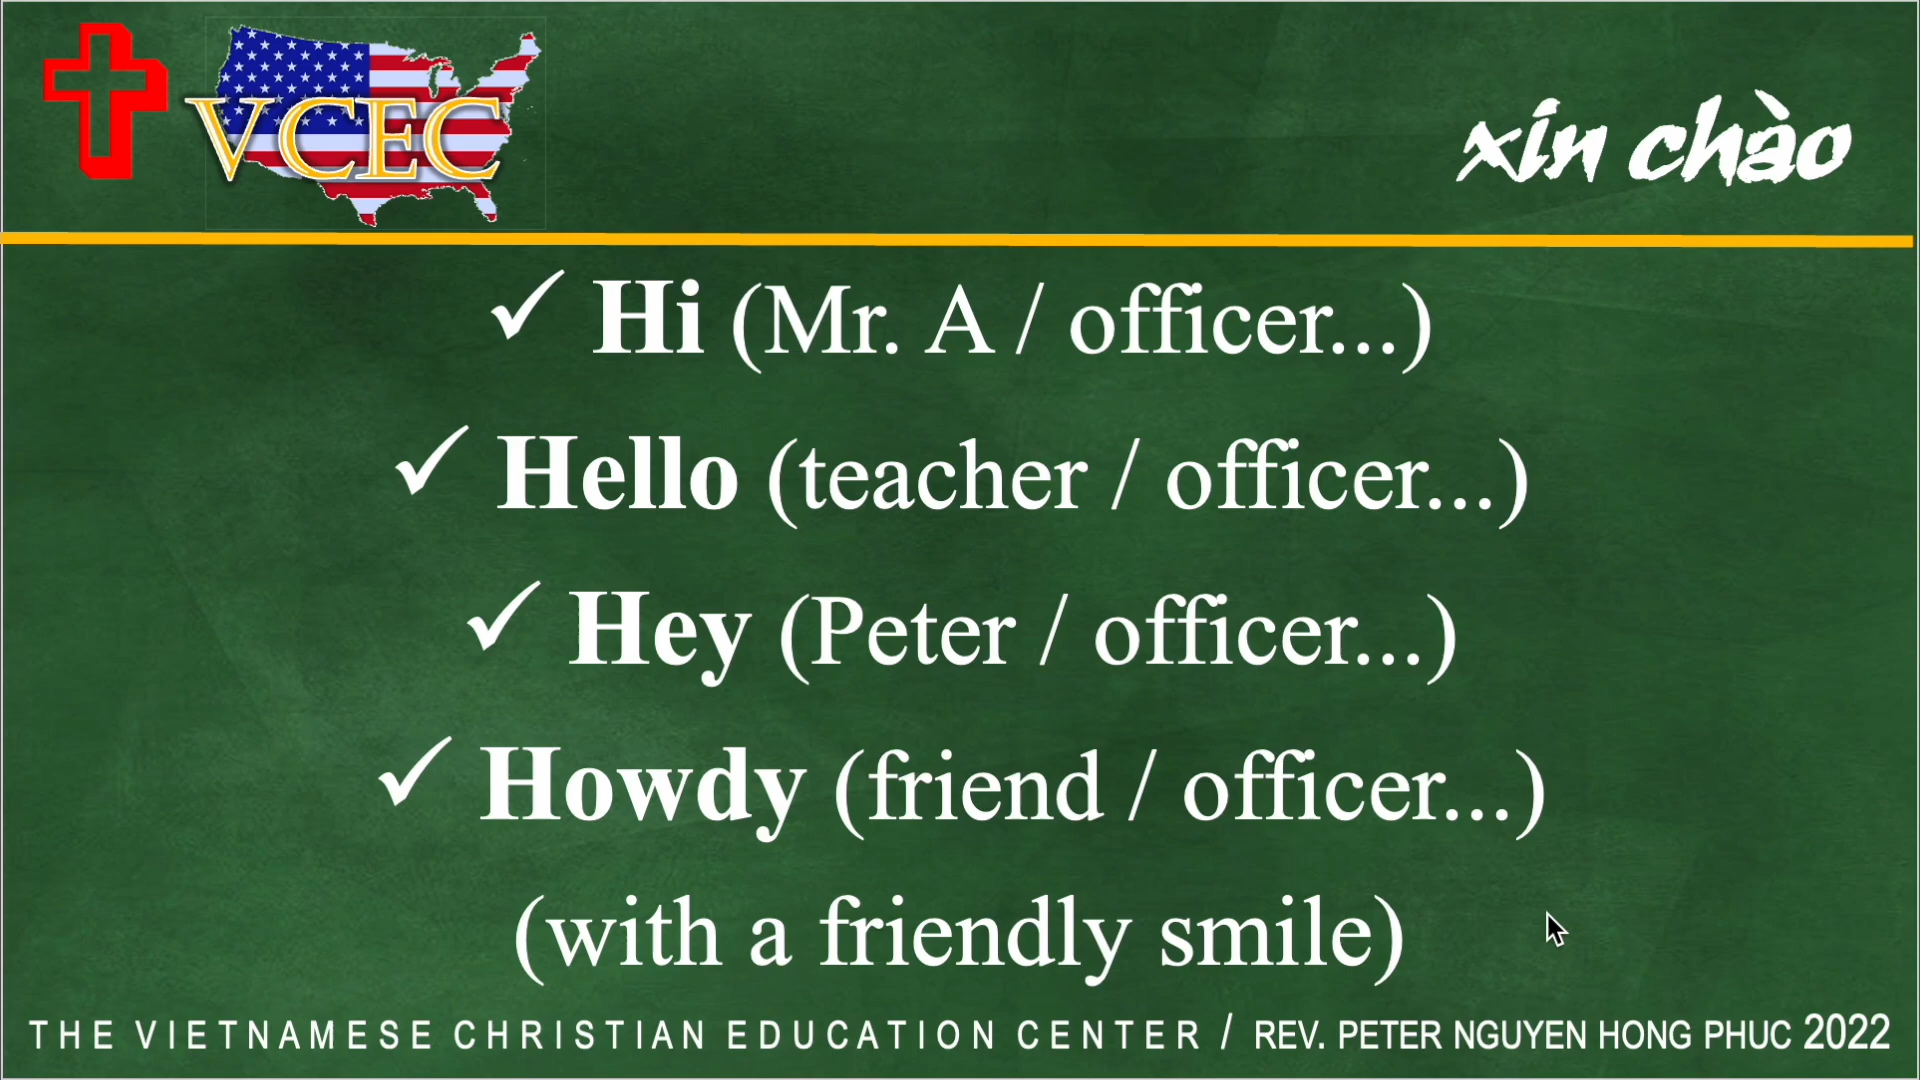 VCEC
xin chào
✓ Hi (Mr. A / officer...)
✓ Hello (teacher / officer...)
✓ Hey (Peter / officer...)
✓ Howdy (friend / officer...)
(with a friendly smile)
THE VIETNAMESE CHRISTIAN EDUCATION CENTER / REV. PETER NGUYEN HONG PHUC 2022